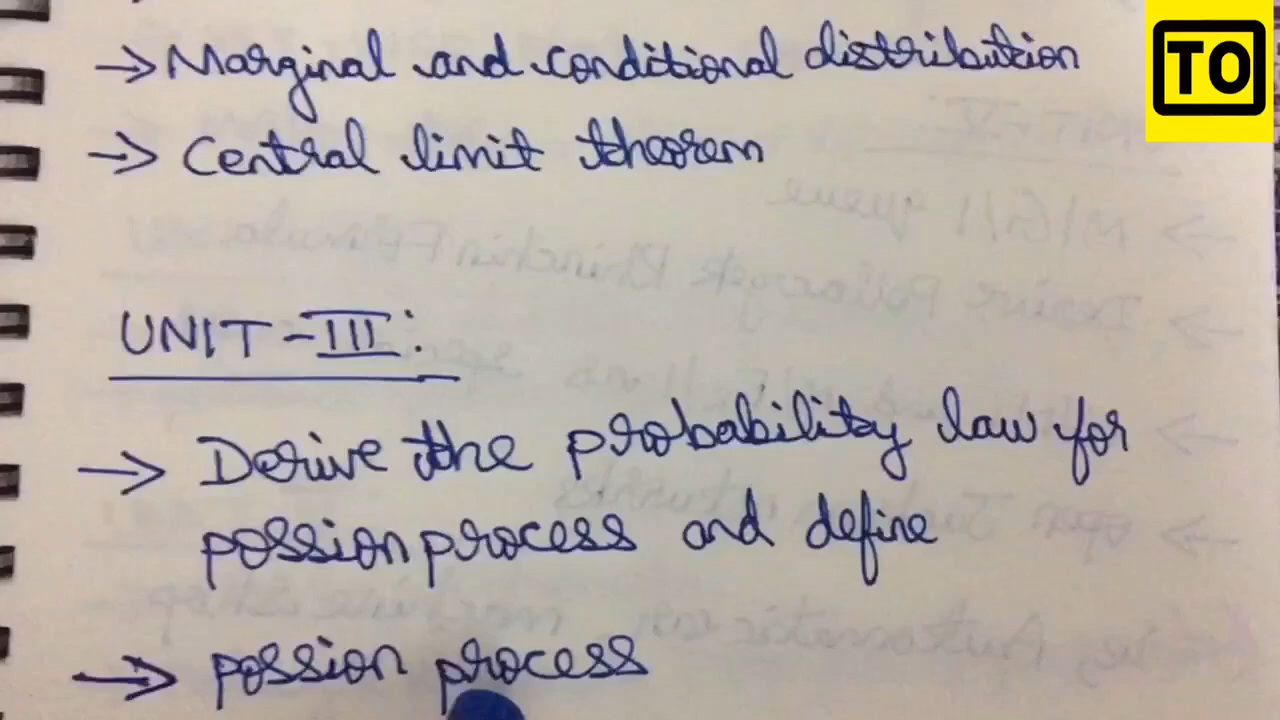 → Marginal and conditional distribution
TO
→ Central limit theorem
UNIT-III:
→ Derive the probability law for
possion process and define
→ possion process